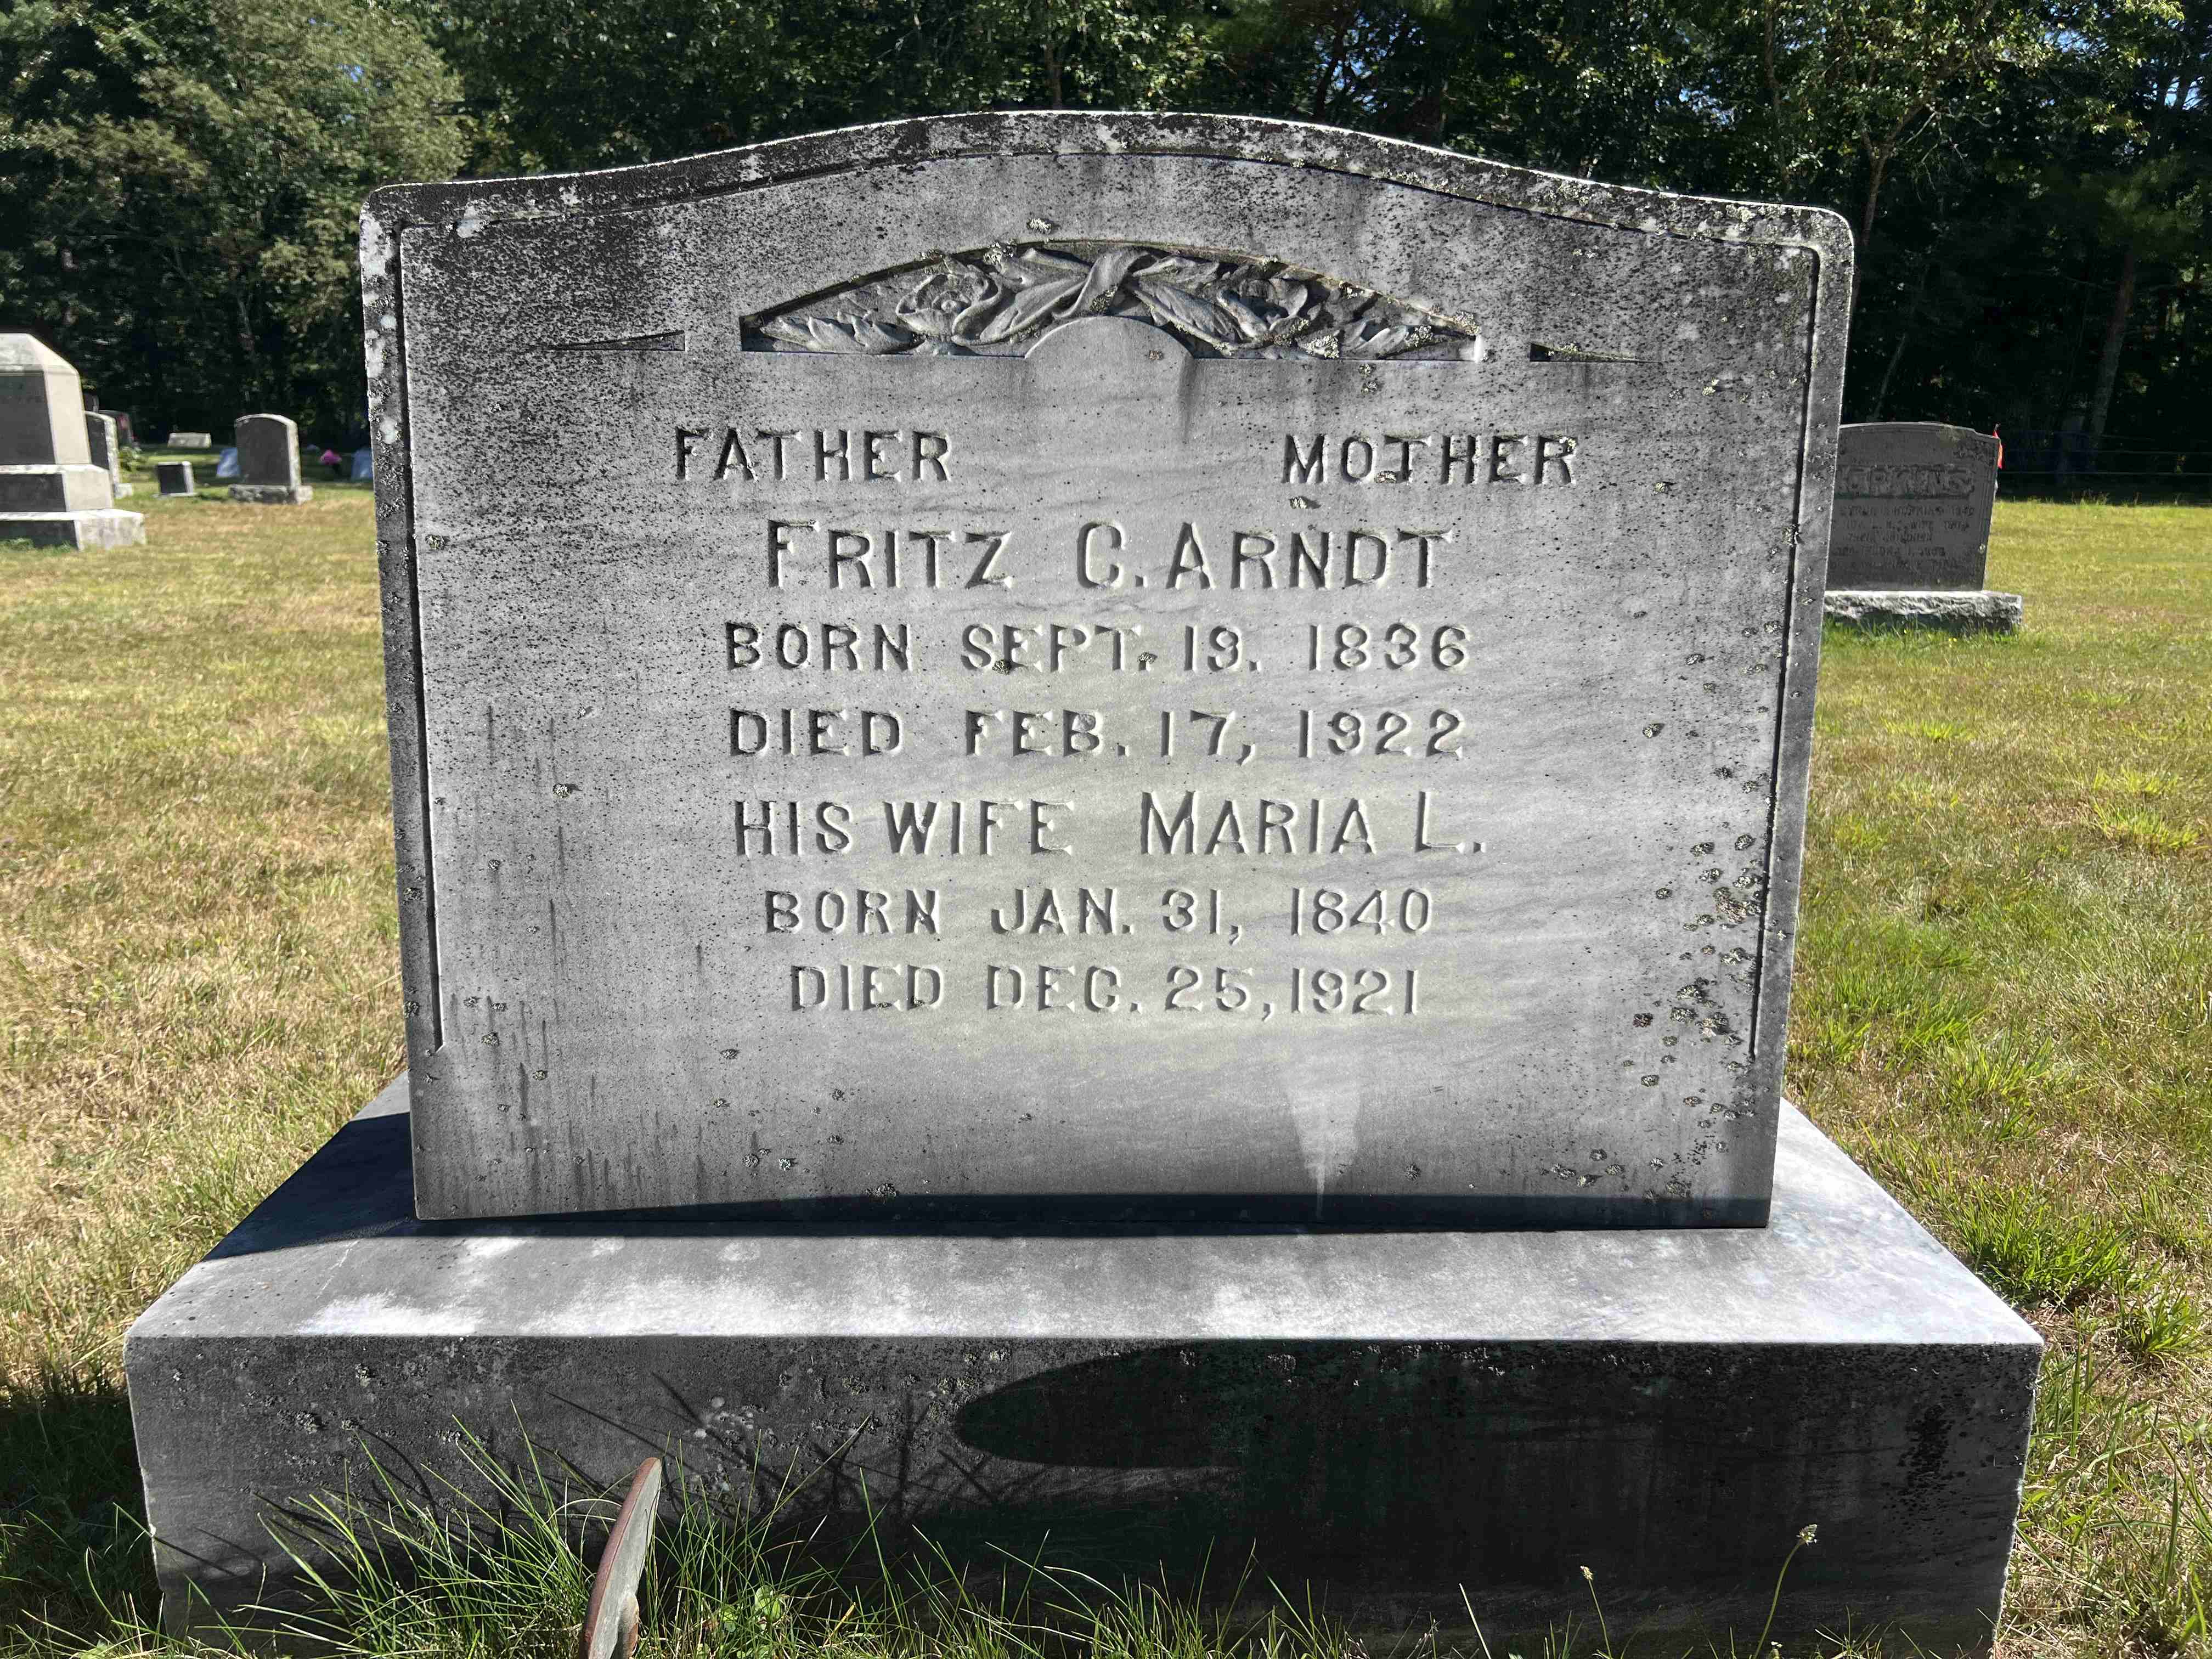 FATHER MOTHER
FRITZ C. ARNDT
BORN SEPT. 19. 1836
DIED FEB. 17, 1922
HIS WIFE MARIA L.
BORN JAN. 31, 1840
DIED DEC. 25, 1921